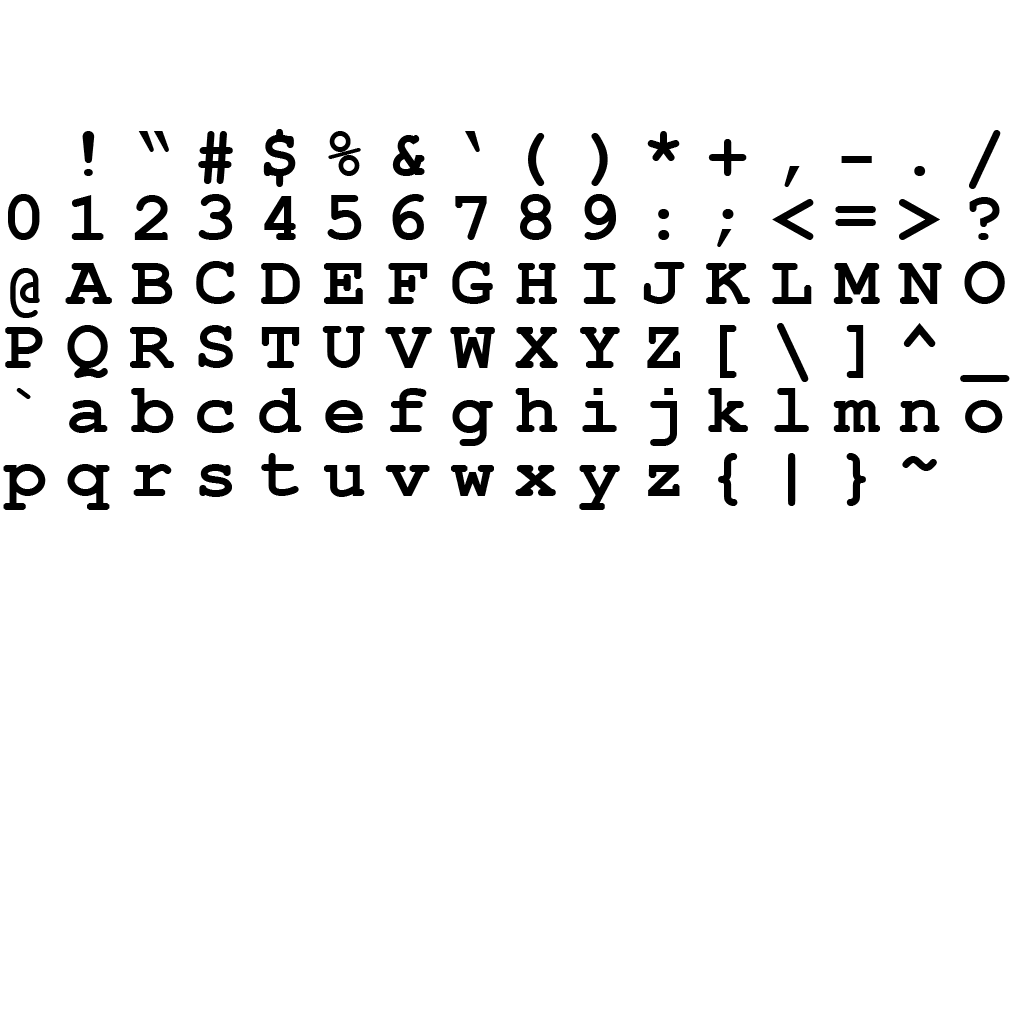 ! “ # $ % & ‵ ( ) * + , - . /
0 1 2 3 4 5 6 7 8 9 : ; < = > ?
@ A B C D E F G H I J K L M N O
P Q R S T U V W X Y Z [ \ ] ^ _
` a b c d e f g h i j k l m n o
p q r s t u v w x y z { | } ~